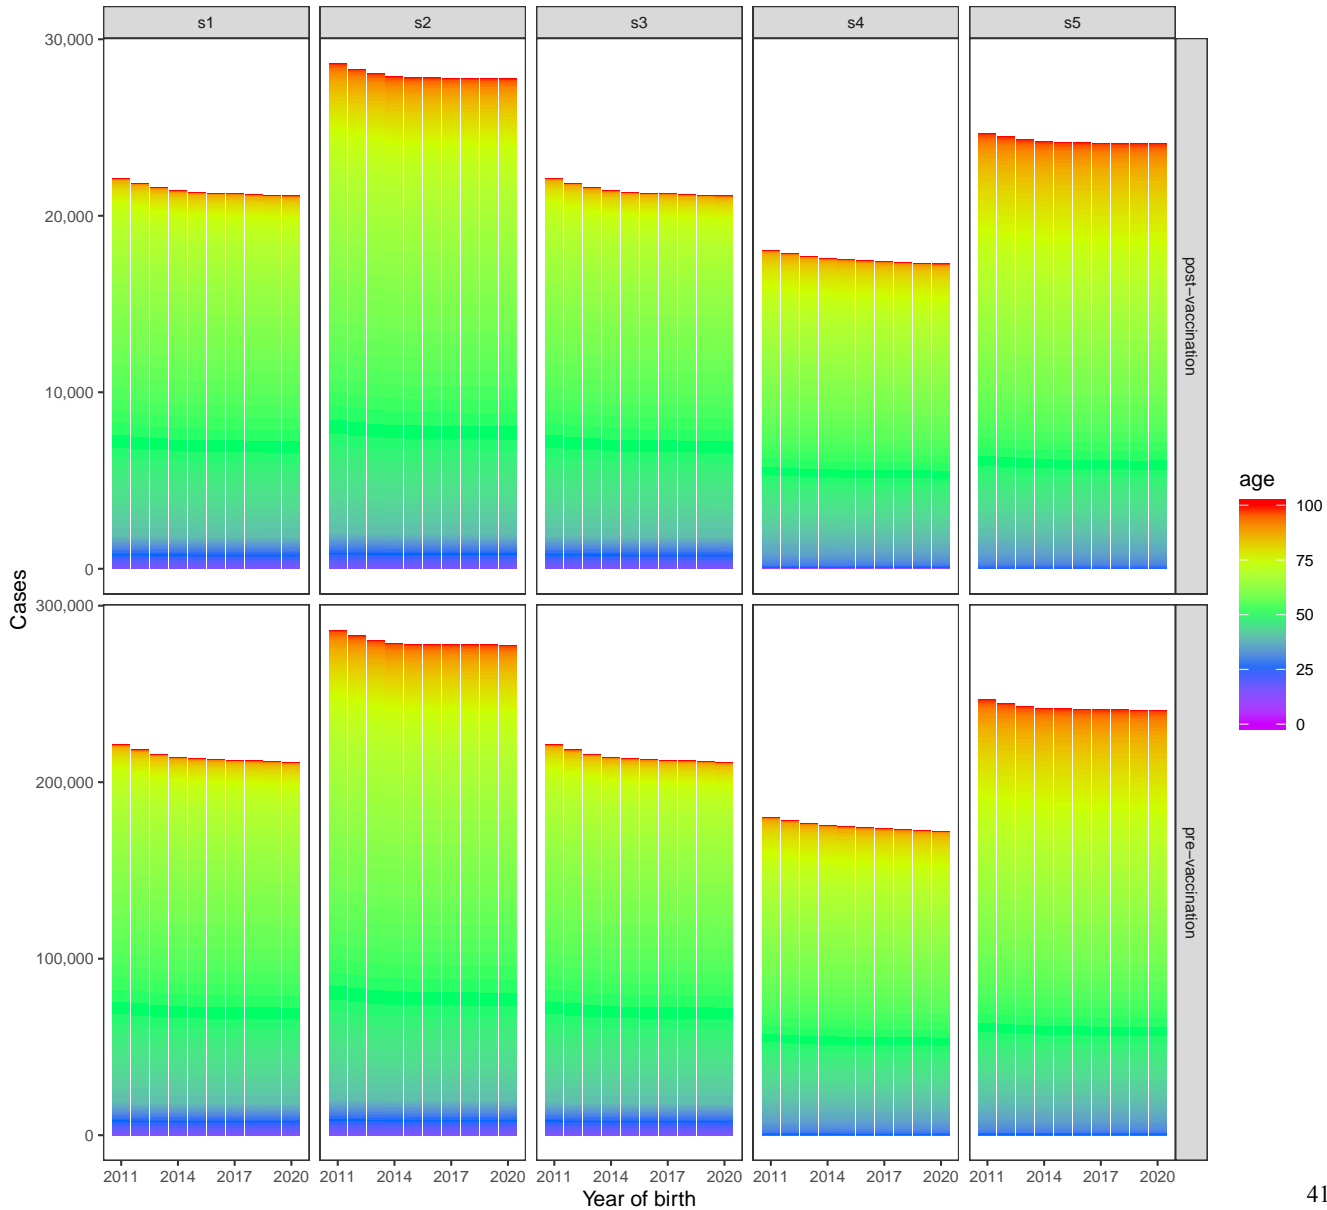 s1 s2 s3 s4 s5
30,000
20,000
10,000
0
post−vaccination
300,000
200,000
100,000
0
pre−vaccination
Cases
2011 2014 2017 2020 2011 2014 2017 2020 2011 2014 2017 2020 2011 2014 2017 2020 2011 2014 2017 2020
Year of birth
age
100
75
50
25
0
41